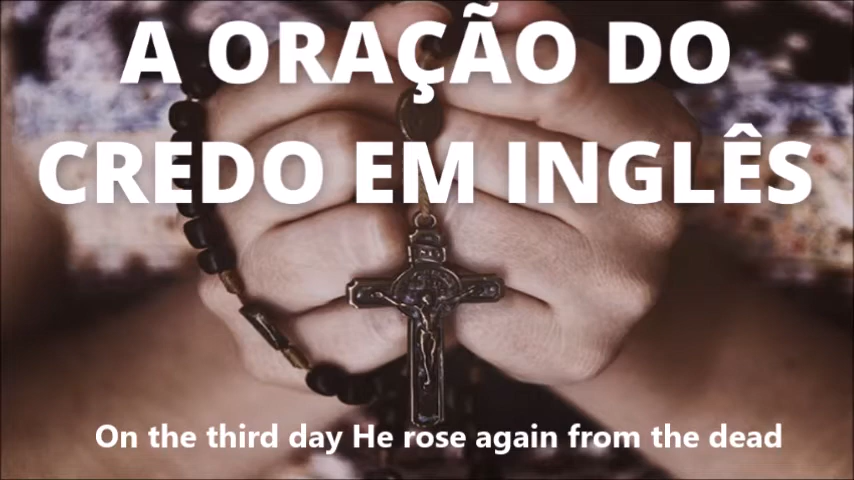 A ORAÇÃO DO
CREDO EM INGLÊS
On the third day He rose again from the dead